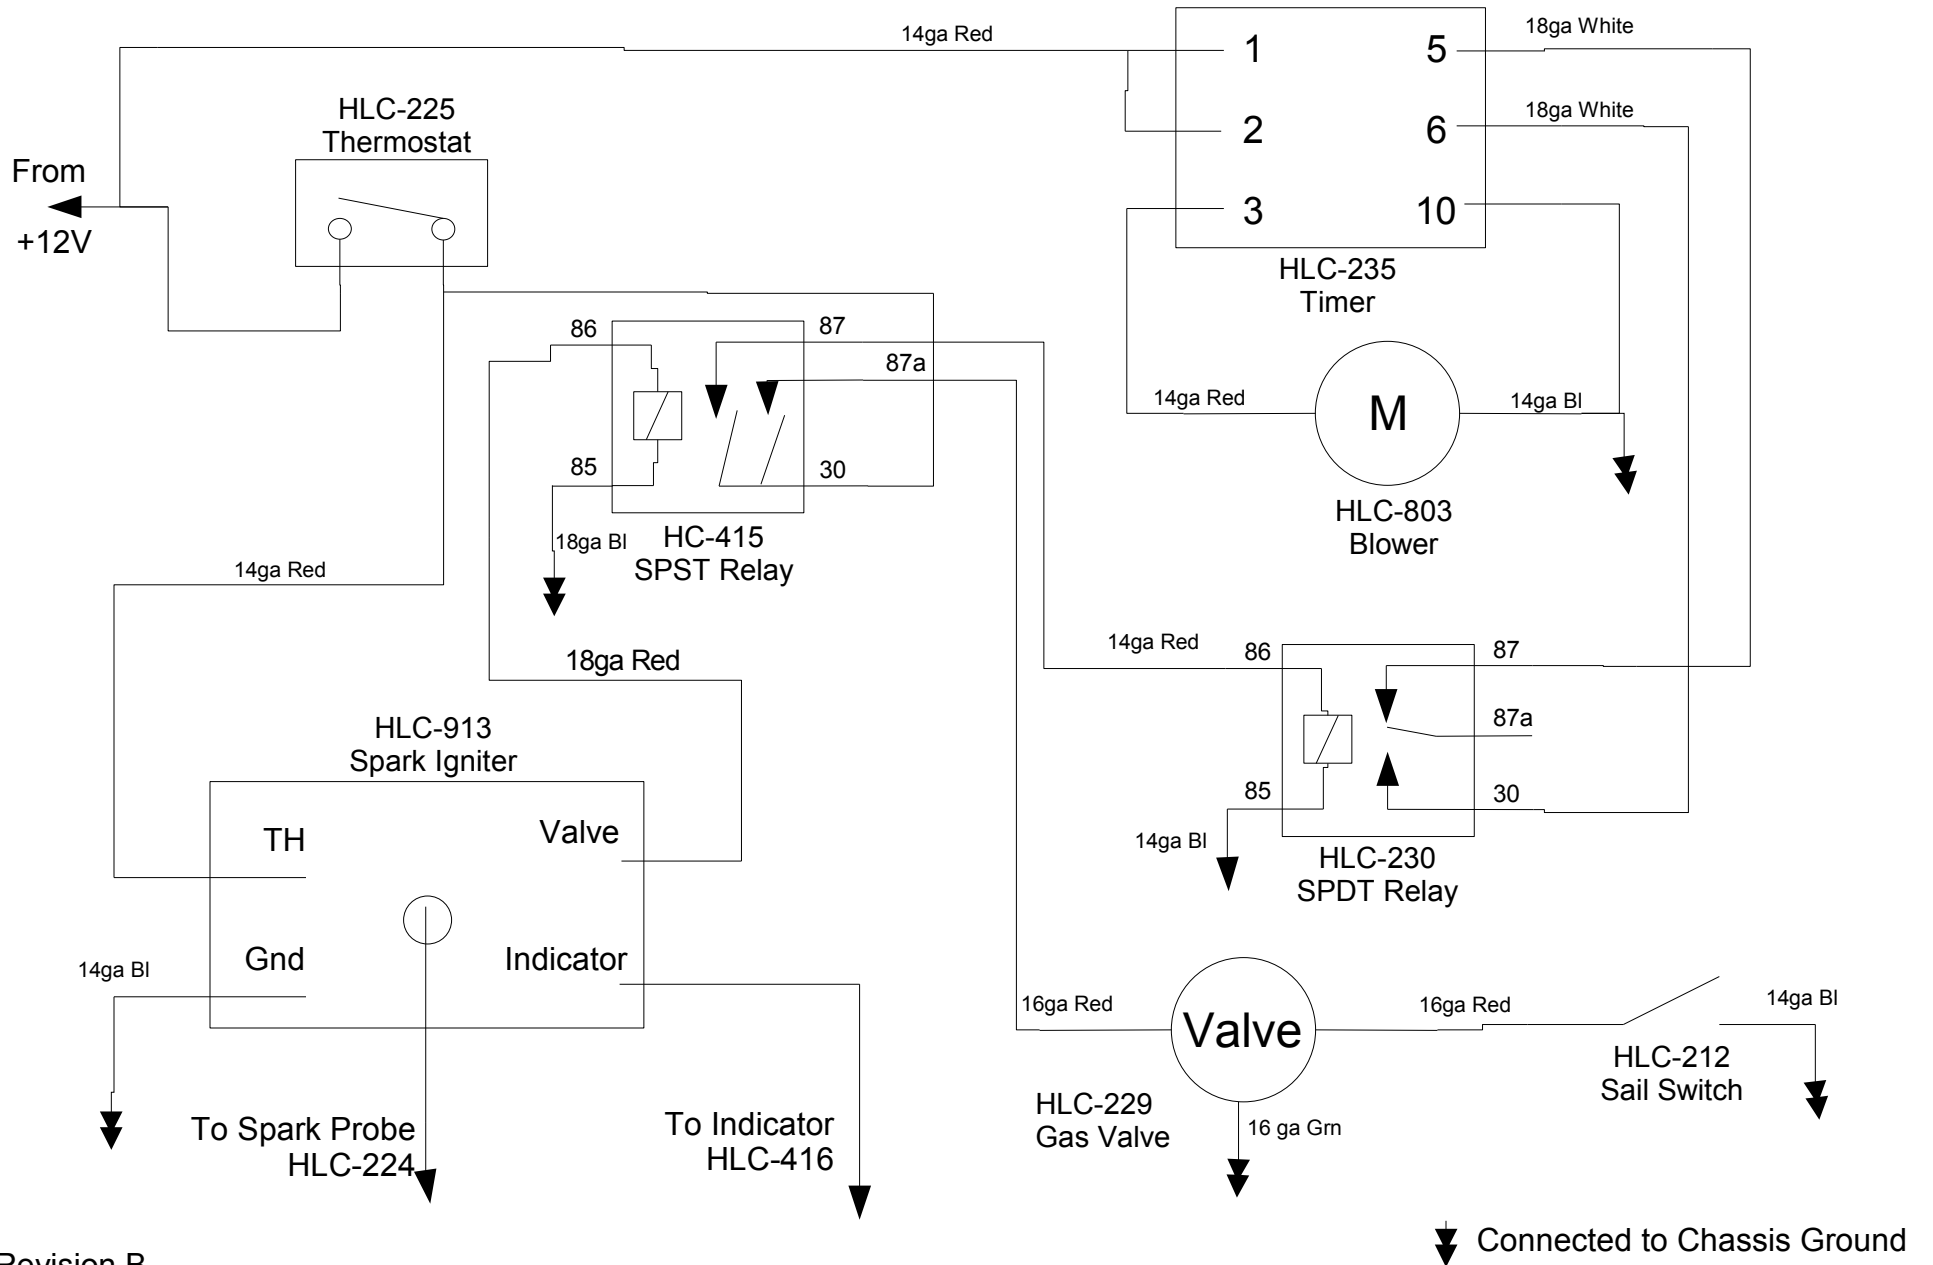 14ga Red
1
5
18ga White
2
6
18ga White
3
10
HLC-235
Timer
HLC-225
Thermostat
From
+12V
86
87
87a
85
30
18ga Bl
HC-415
SPST Relay
14ga Red
M
14ga Bl
HLC-803
Blower
14ga Red
18ga Red
14ga Red
86
87
87a
85
30
14ga Bl
HLC-230
SPDT Relay
HLC-913
Spark Igniter
TH
Valve
Gnd
Indicator
14ga Bl
To Spark Probe
HLC-224
To Indicator
HLC-416
16ga Red
Valve
16ga Red
14ga Bl
HLC-212
Sail Switch
HLC-229
Gas Valve
16 ga Grn
Connected to Chassis Ground
Revision B